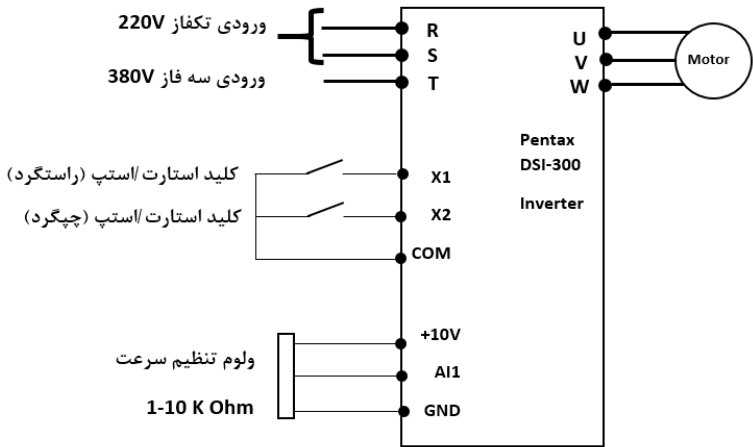 ورودی تکفاز 220V
ورودی سه فاز 380V
R
S
T
U
V
W
Motor
Pentax
DSI-300
Inverter
کلید استارت/استپ (راستگرد)
X1
کلید استارت/استپ (چپگرد)
X2
COM
+10V
ولوم تنظیم سرعت
AI1
1-10 K Ohm
GND